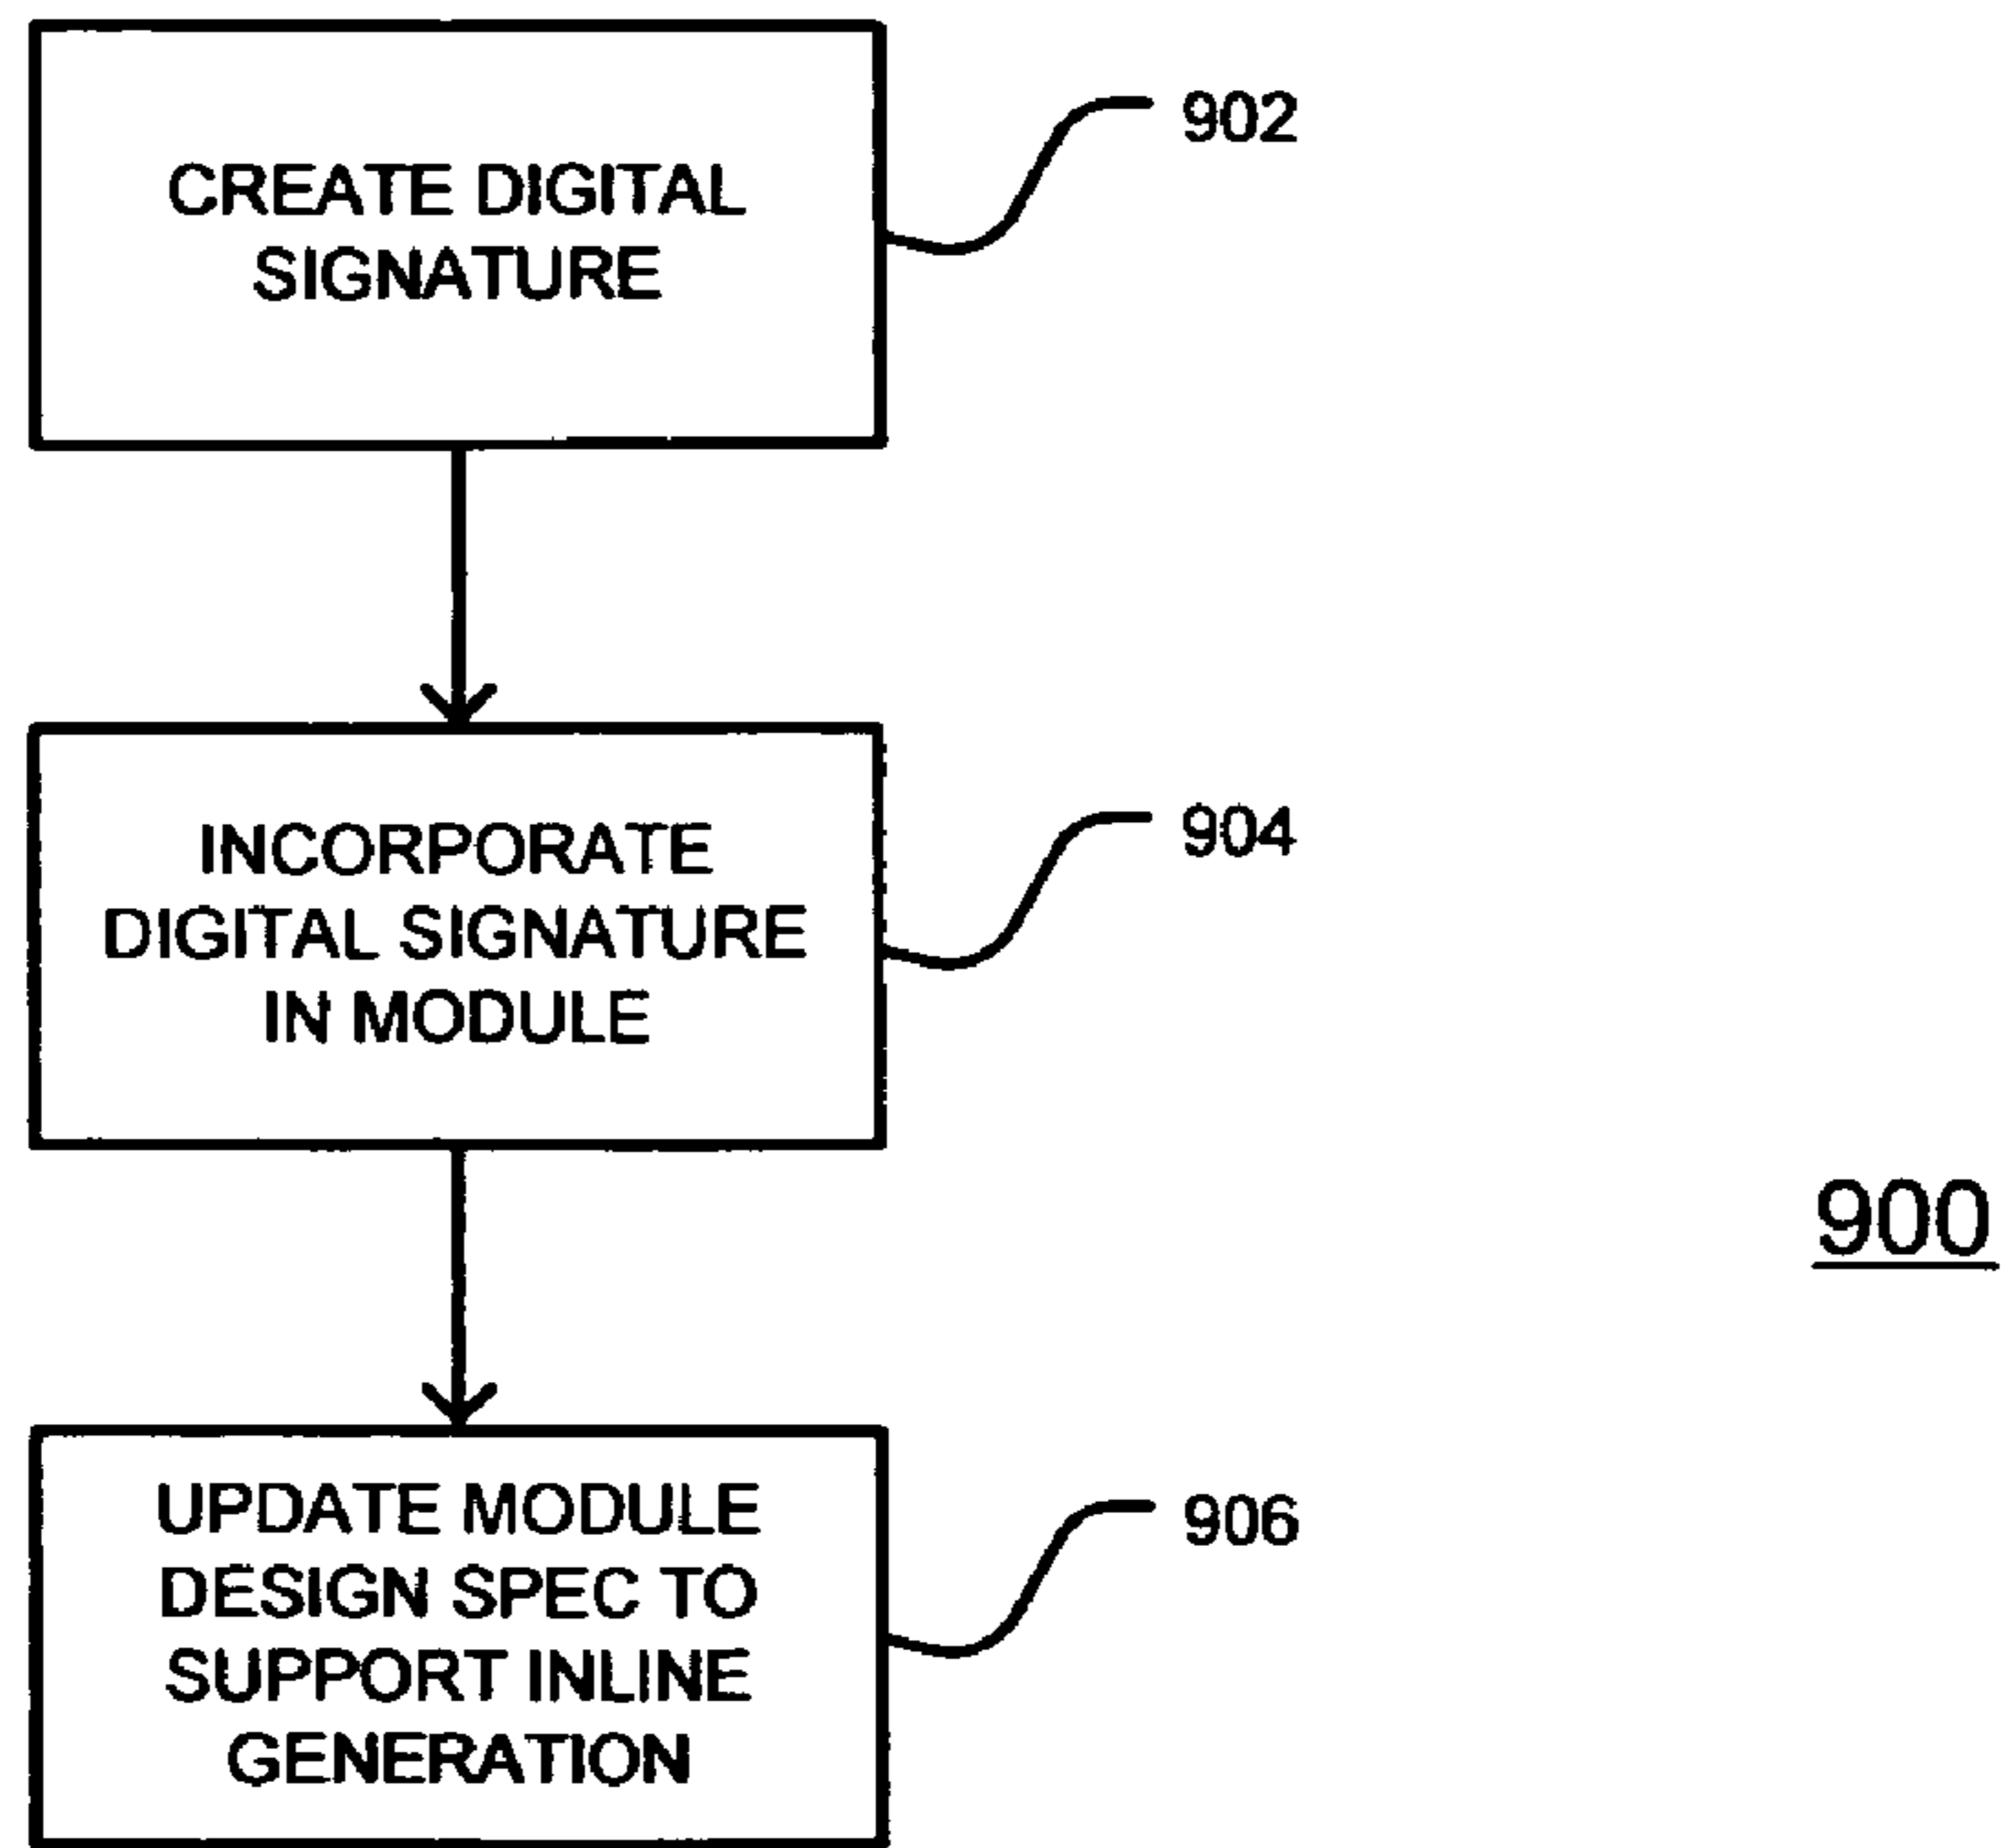 CREATE DIGITAL
SIGNATURE
902
INCORPORATE
DIGITAL SIGNATURE
IN MODULE
904
900
UPDATE MODULE
DESIGN SPEC TO
SUPPORT INLINE
GENERATION
906